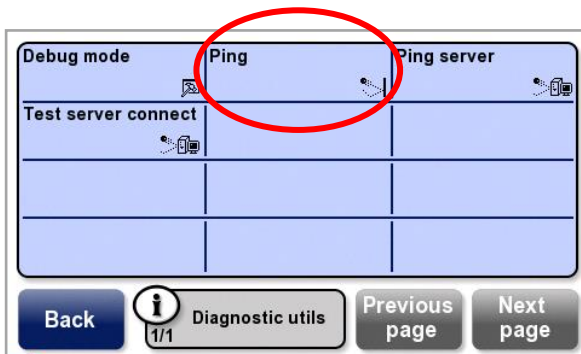 Debug mode
Ping
Ping server
Test server connect
Back
i
1/1
Diagnostic utils
Previous
page
Next
page